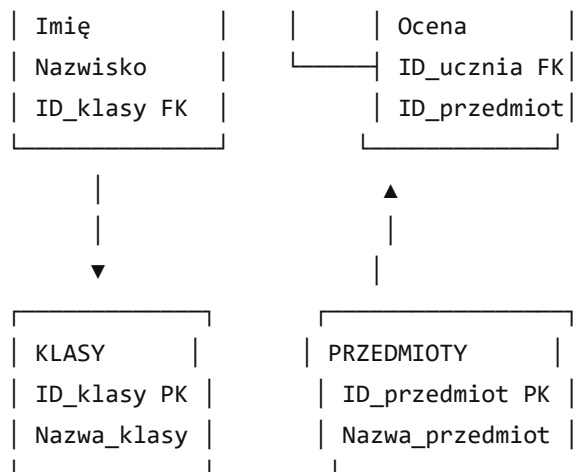 Imię Ocena
Nazwisko ID_ucznia FK
ID_klasy FK ID_przedmiot
KLASY PRZEDMIOTY
ID_klasy PK ID_przedmiot PK
Nazwa_klasy Nazwa_przedmiot